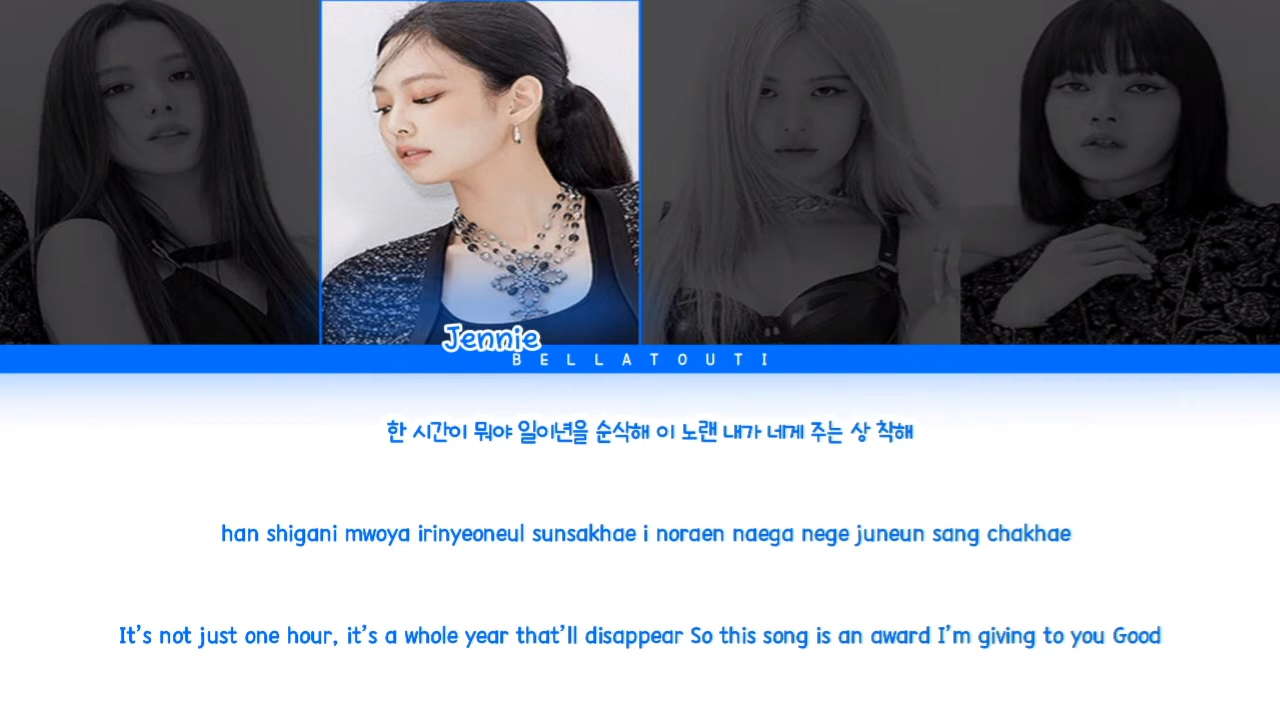 Jennie
BELLATOUTI
한 시간이 뭐야 일이년을 순삭해 이 노랜 내가 네게 주는 상 착해
han shigani mwoya irinyeoneul sunsakhae i noraen naega nege juneun sang chakhae
It's not just one hour, it's a whole year that'll disappear So this song is an award I'm giving to you Good